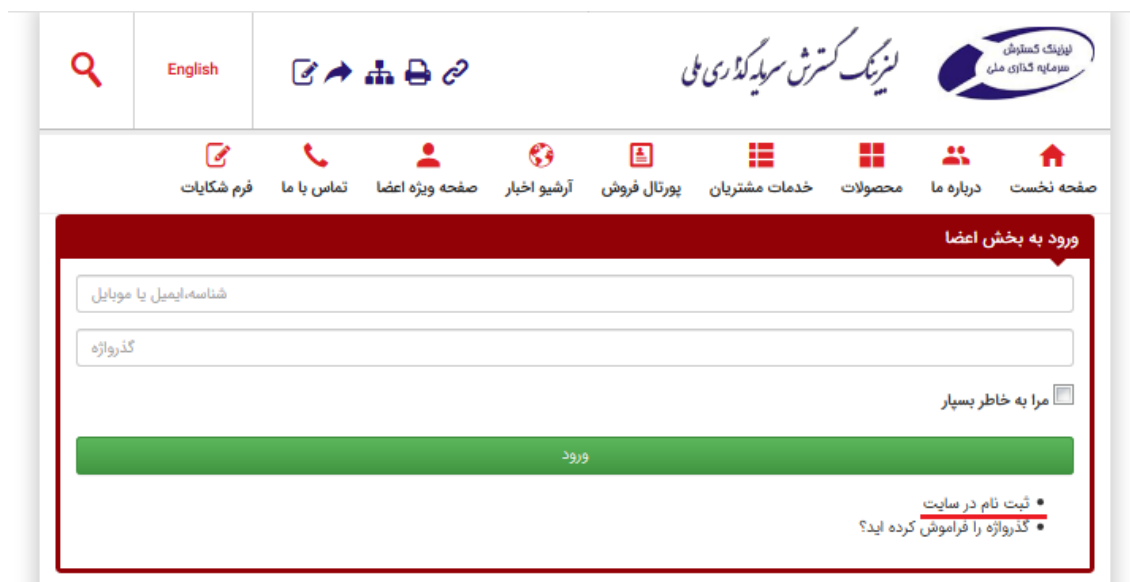 لیزینگ گسترش
سرمایه گذاری ملی
لیزینگ گسترش سرمایه گذاری ملی
English
صفحه نخست
درباره ما
محصولات
خدمات مشتریان
پورتال فروش
آرشیو اخبار
صفحه ویژه اعضا
تماس با ما
فرم شکایات
ورود به بخش اعضا
شناسه،ایمیل یا موبایل
گذرواژه
مرا به خاطر بسپار
ورود
ثبت نام در سایت
گذرواژه را فراموش کرده اید؟